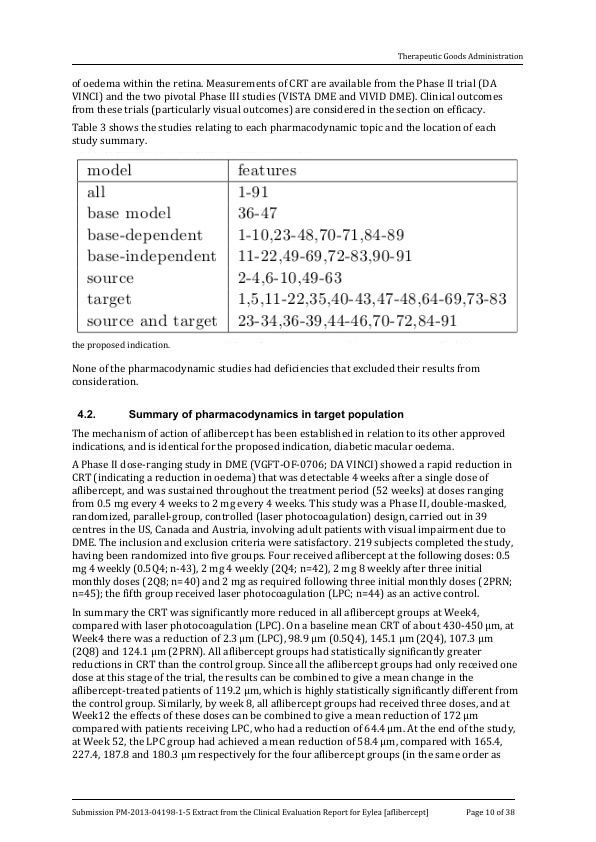 Therapeutic Goods Administration
of oedema within the retina. Measurements of CRT are available from the Phase II trial (DA
VINCI) and the two pivotal Phase III studies (VISTA DME and VIVID DME). Clinical outcomes
from these trials (particularly visual outcomes) are considered in the section on efficacy.
Table 3 shows the studies relating to each pharmacodynamic topic and the location of each
study summary.
model features
all 1-91
base model 36-47
base-dependent 1-10,23-48,70-71,84-89
base-independent 11-22,49-69,72-83,90-91
source 2-4,6-10,49-63
target 1,5,11-22,35,40-43,47-48,64-69,73-83
source and target 23-34,36-39,44-46,70-72,84-91
the proposed indication.
None of the pharmacodynamic studies had deficiencies that excluded their results from
consideration.
4.2. Summary of pharmacodynamics in target population
The mechanism of action of aflibercept has been established in relation to its other approved
indications, and is identical for the proposed indication, diabetic macular oedema.
A Phase II dose-ranging study in DME (VGFT-OF-0706; DA VINCI) showed a rapid reduction in
CRT (indicating a reduction in oedema) that was detectable 4 weeks after a single dose of
aflibercept, and was sustained throughout the treatment period (52 weeks) at doses ranging
from 0.5 mg every 4 weeks to 2 mg every 4 weeks. This study was a Phase II, double-masked,
randomized, parallel-group, controlled (laser photocoagulation) design, carried out in 39
centres in the US, Canada and Austria, involving adult patients with visual impairment due to
DME. The inclusion and exclusion criteria were satisfactory. 219 subjects completed the study,
having been randomized into five groups. Four received aflibercept at the following doses: 0.5
mg 4 weekly (0.5Q4; n-43), 2 mg 4 weekly (2Q4; n=42), 2 mg 8 weekly after three initial
monthly doses (2Q8; n=40) and 2 mg as required following three initial monthly doses (2PRN;
n=45); the fifth group received laser photocoagulation (LPC; n=44) as an active control.
In summary the CRT was significantly more reduced in all aflibercept groups at Week4,
compared with laser photocoagulation (LPC). On a baseline mean CRT of about 430-450 µm, at
Week4 there was a reduction of 2.3 µm (LPC), 98.9 µm (0.5Q4), 145.1 µm (2Q4), 107.3 µm
(2Q8) and 124.1 µm (2PRN). All aflibercept groups had statistically significantly greater
reductions in CRT than the control group. Since all the aflibercept groups had only received one
dose at this stage of the trial, the results can be combined to give a mean change in the
aflibercept-treated patients of 119.2 µm, which is highly statistically significantly different from
the control group. Similarly, by week 8, all aflibercept groups had received three doses, and at
Week12 the effects of these doses can be combined to give a mean reduction of 172 µm
compared with patients receiving LPC, who had a reduction of 64.4 µm. At the end of the study,
at Week 52, the LPC group had achieved a mean reduction of 58.4 µm, compared with 165.4,
227.4, 187.8 and 180.3 µm respectively for the four aflibercept groups (in the same order as
Submission PM-2013-04198-1-5 Extract from the Clinical Evaluation Report for Eylea [aflibercept] Page 10 of 38